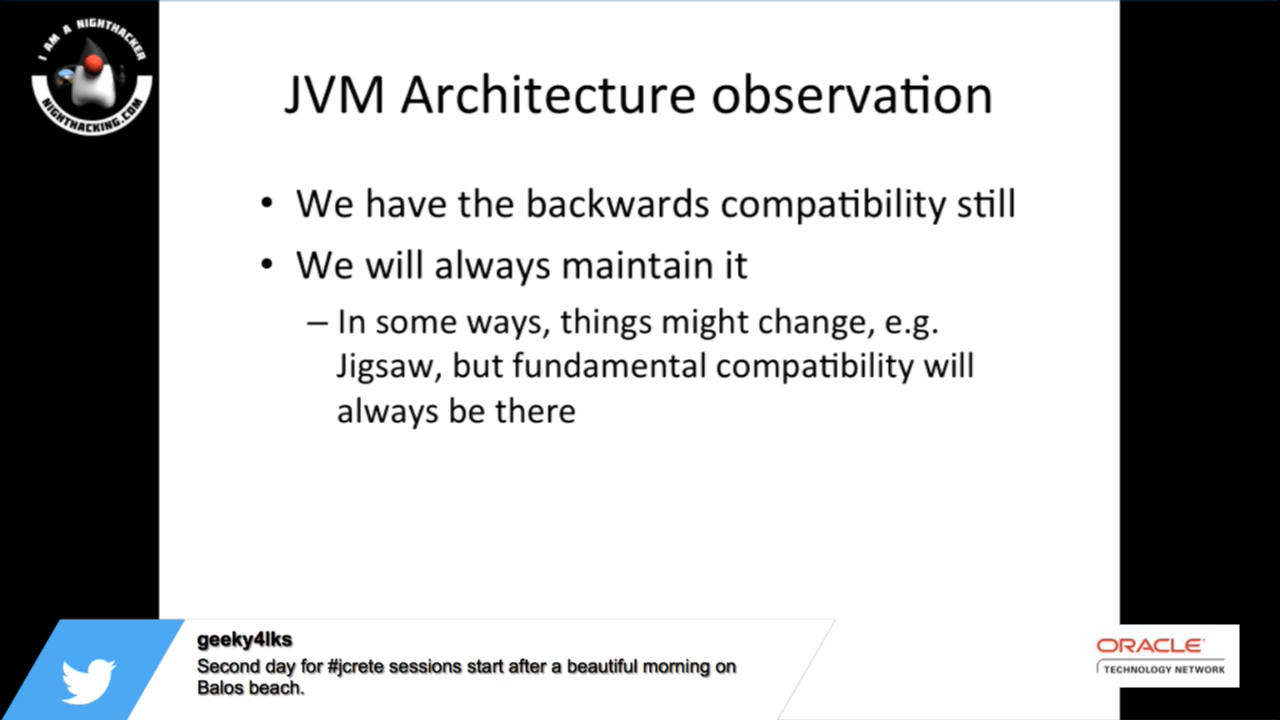 I AM A NIGHTHACKER
NIGHTHACKING.COM
JVM Architecture observation
• We have the backwards compatibility still
• We will always maintain it
– In some ways, things might change, e.g.
Jigsaw, but fundamental compatibility will
always be there
geeky4lks
Second day for #jcrete sessions start after a beautiful morning on
Balos beach.
ORACLE®
TECHNOLOGY NETWORK